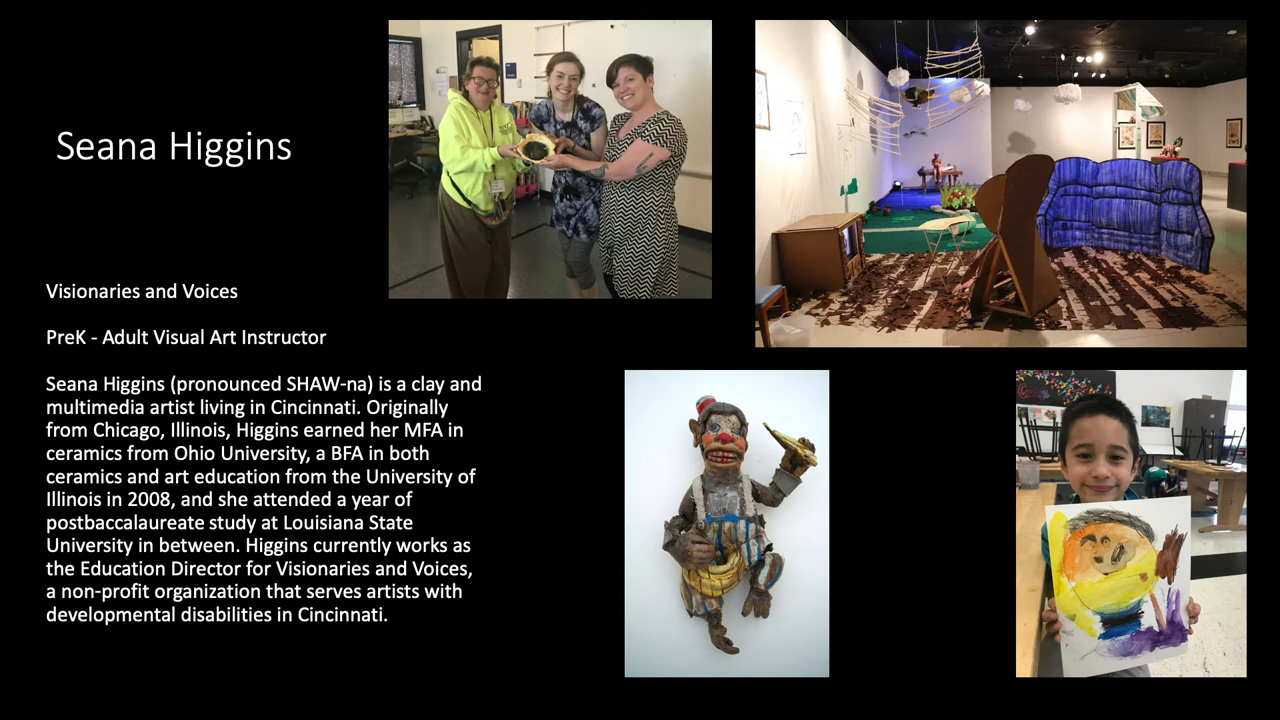 Seana Higgins
Visionaries and Voices
PreK - Adult Visual Art Instructor
Seana Higgins (pronounced SHAW-na) is a clay and
multimedia artist living in Cincinnati. Originally
from Chicago, Illinois, Higgins earned her MFA in
ceramics from Ohio University, a BFA in both
ceramics and art education from the University of
Illinois in 2008, and she attended a year of
postbaccalaureate study at Louisiana State
University in between. Higgins currently works as
the Education Director for Visionaries and Voices,
a non-profit organization that serves artists with
developmental disabilities in Cincinnati.